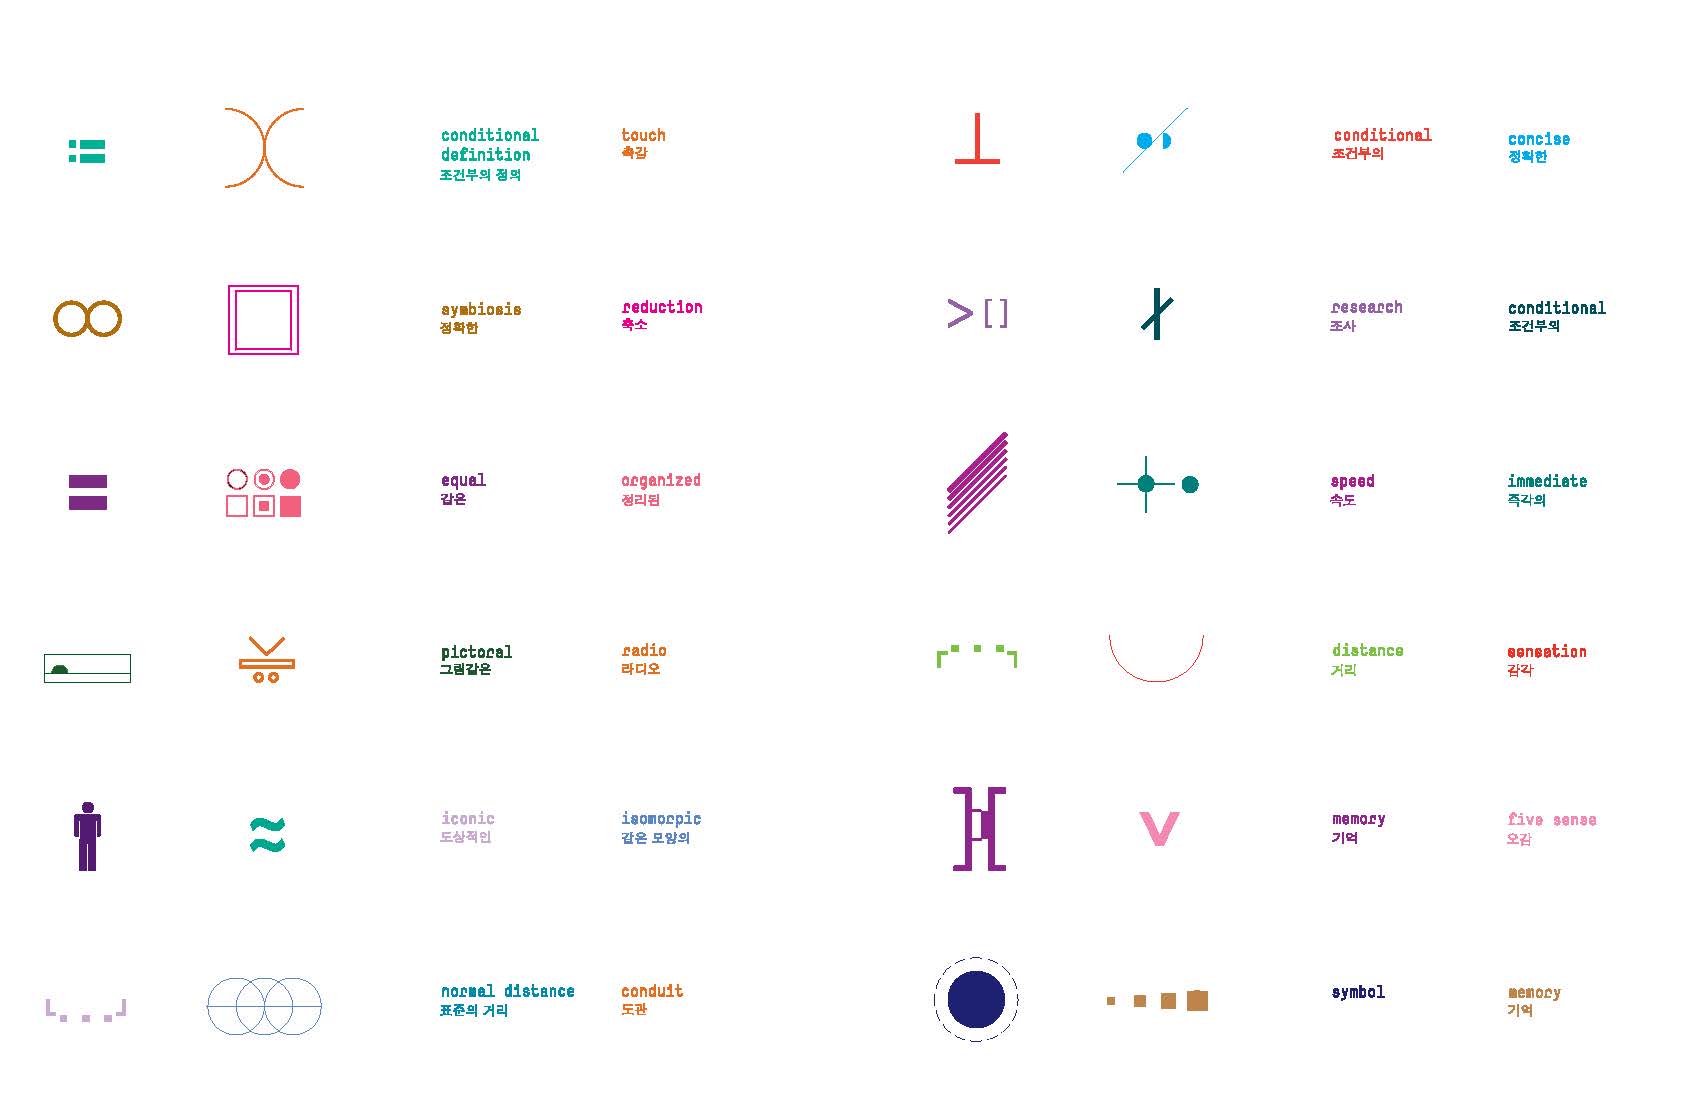 conditional
definition
조건부의 정의
touch
촉감
conditional
조건부의
concise
정확한
symbiosis
정확한
reduction
축소
research
조사
conditional
조건부의
equal
같은
organized
정리된
speed
속도
immediate
즉각의
pictoral
그림같은
radio
라디오
distance
거리
sensation
감각
iconic
도상적인
isomorpic
같은 모양의
memory
기억
five sense
오감
normal distance
표준의 거리
conduit
도관
symbol
memory
기억